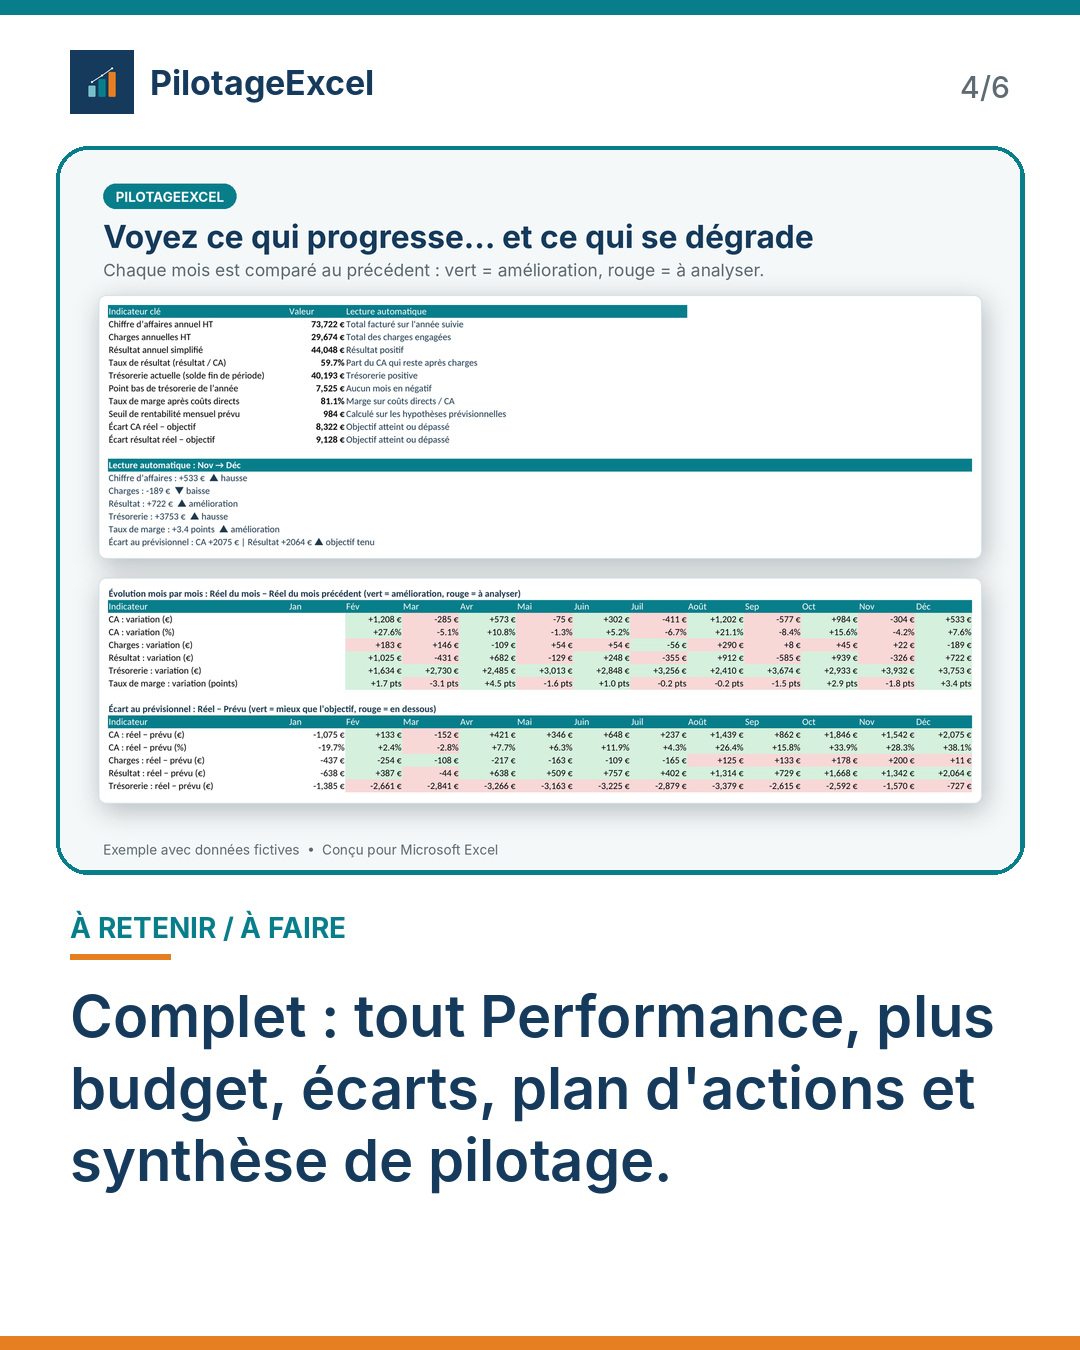 PilotageExcel
4/6
PILOTAGEEXCEL
Voyez ce qui progresse... et ce qui se dégrade
Chaque mois est comparé au précédent : vert = amélioration, rouge = à analyser.
Indicateur clé Valeur Lecture automatique
Chiffre d'affaires annuel HT 73,722 € Total facturé sur l'année suivie
Charges annuelles HT 29,674 € Total des charges engagées
Résultat annuel simplifié 44,048 € Résultat positif
Taux de résultat (résultat / CA) 59.7% Part du CA qui reste après charges
Trésorerie actuelle (solde fin de période) 40,193 € Trésorerie positive
Point bas de trésorerie de l'année 7,525 € Aucun mois en négatif
Taux de marge après coûts directs 81.1% Marge sur coûts directs / CA
Seuil de rentabilité mensuel prévu 984 € Calculé sur les hypothèses prévisionnelles
Écart CA réel − objectif 8,322 € Objectif atteint ou dépassé
Écart résultat réel − objectif 9,128 € Objectif atteint ou dépassé
Lecture automatique : Nov → Déc
Chiffre d'affaires : +533 € ▲ hausse
Charges : -189 € ▼ baisse
Résultat : +722 € ▲ amélioration
Trésorerie : +3753 € ▲ hausse
Taux de marge : +3.4 points ▲ amélioration
Écart au prévisionnel : CA +2075 € | Résultat +2064 € ▲ objectif tenu
Évolution mois par mois : Réel du mois − Réel du mois précédent (vert = amélioration, rouge = à analyser)
Indicateur Jan Fév Mar Avr Mai Juin Juil Août Sep Oct Nov Déc
CA : variation (€) +1,208 € -285 € +573 € -75 € +302 € -411 € +1,202 € -577 € +984 € -304 € +533 €
CA : variation (%) +27.6% -5.1% +10.8% -1.3% +5.2% -6.7% +21.1% -8.4% +15.6% -4.2% +7.6%
Charges : variation (€) +183 € +146 € -109 € +54 € +54 € -56 € +290 € +8 € +45 € +22 € -189 €
Résultat : variation (€) +1,025 € -431 € +682 € -129 € +248 € -355 € +912 € -585 € +939 € -326 € +722 €
Trésorerie : variation (€) +1,634 € +2,730 € +2,485 € +3,013 € +2,848 € +3,256 € +2,410 € +3,674 € +2,933 € +3,932 € +3,753 €
Taux de marge : variation (points) +1.7 pts -3.1 pts +4.5 pts -1.6 pts +1.0 pts -0.2 pts -0.2 pts -1.5 pts +2.9 pts -1.8 pts +3.4 pts
Écart au prévisionnel : Réel − Prévu (vert = mieux que l'objectif, rouge = en dessous)
Indicateur Jan Fév Mar Avr Mai Juin Juil Août Sep Oct Nov Déc
CA : réel − prévu (€) -1,075 € +133 € -152 € +421 € +346 € +648 € +237 € +1,439 € +862 € +1,846 € +1,542 € +2,075 €
CA : réel − prévu (%) -19.7% +2.4% -2.8% +7.7% +6.3% +11.9% +4.3% +26.4% +15.8% +33.9% +28.3% +38.1%
Charges : réel − prévu (€) -437 € -254 € -108 € -217 € -163 € -109 € -165 € +125 € +133 € +178 € +200 € +11 €
Résultat : réel − prévu (€) -638 € +387 € -44 € +638 € +509 € +757 € +402 € +1,314 € +729 € +1,668 € +1,342 € +2,064 €
Trésorerie : réel − prévu (€) -1,385 € -2,661 € -2,841 € -3,266 € -3,163 € -3,225 € -2,879 € -3,379 € -2,615 € -2,592 € -1,570 € -727 €
Exemple avec données fictives • Conçu pour Microsoft Excel
À RETENIR / À FAIRE
Complet : tout Performance, plus
budget, écarts, plan d'actions et
synthèse de pilotage.